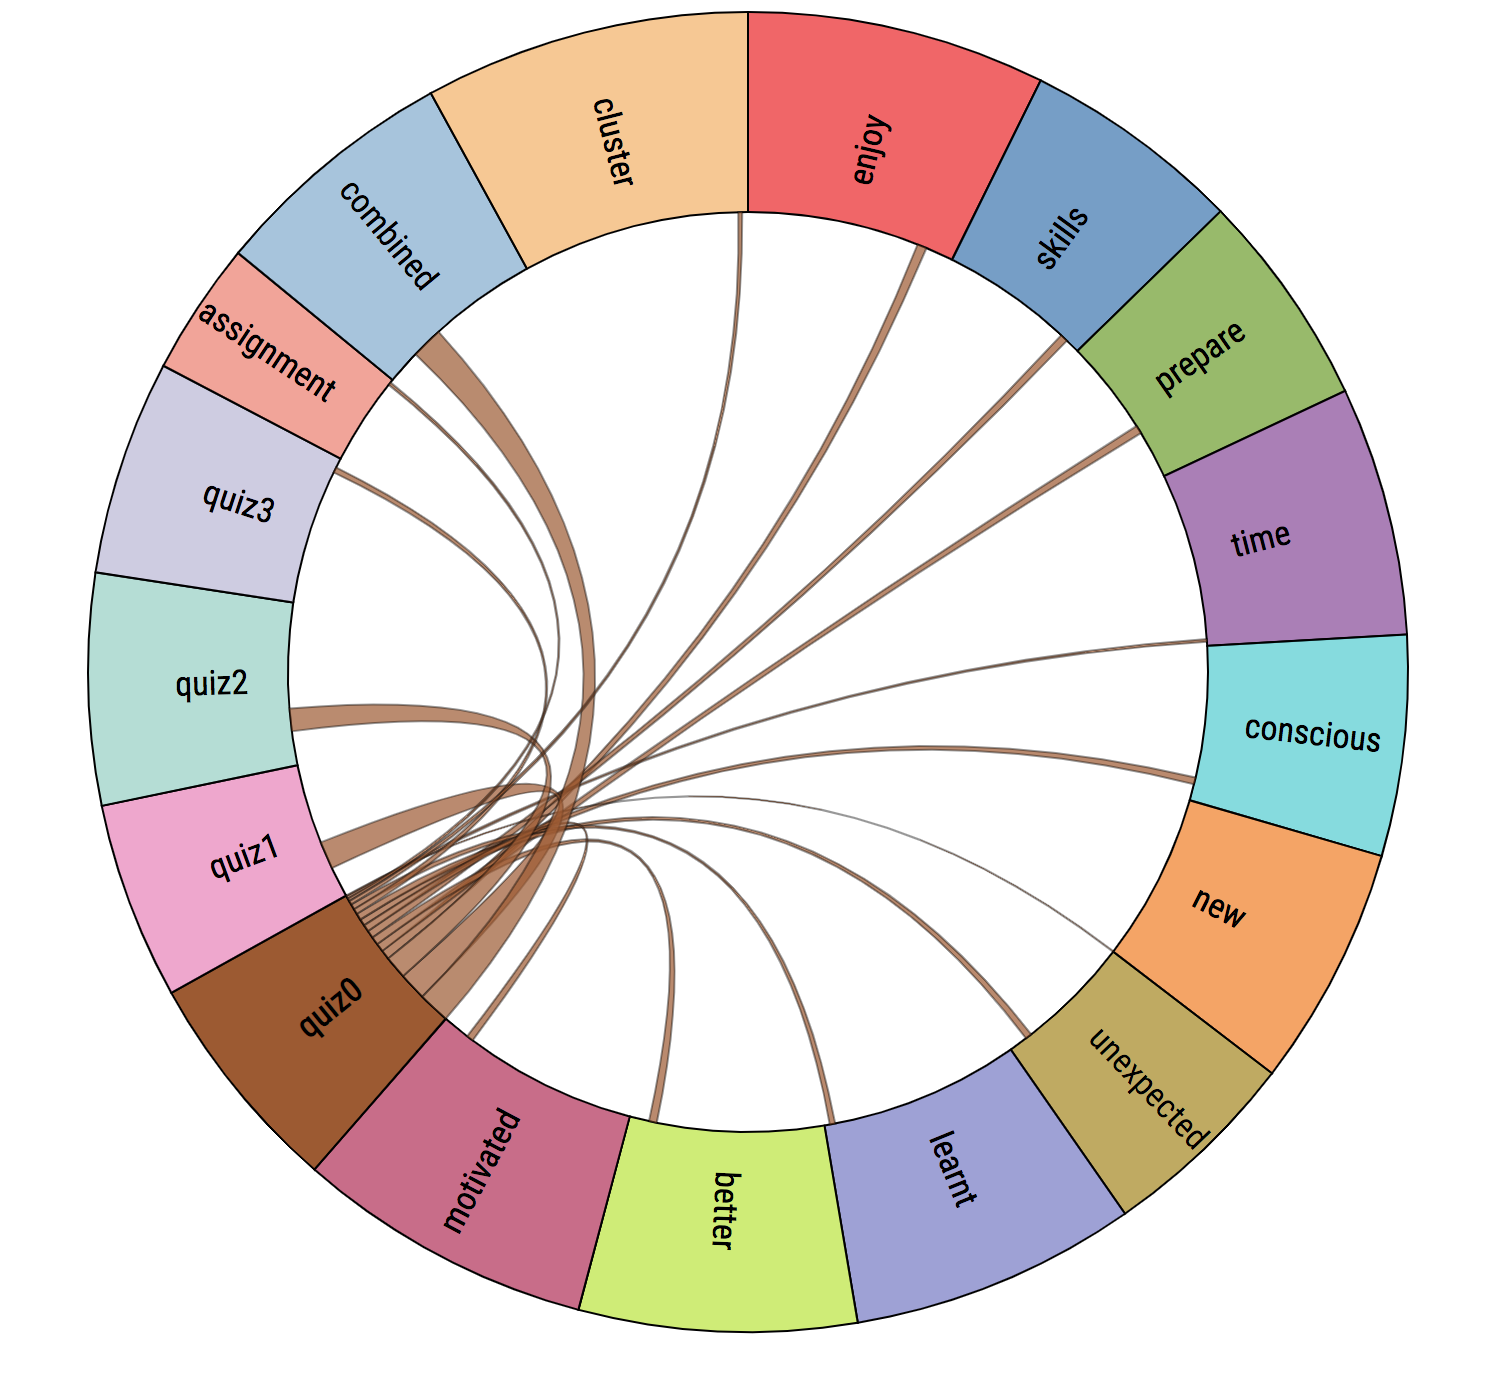 enjoy
skills
prepare
time
conscious
new
unexpected
learnt
better
motivated
quiz0
quiz1
quiz2
quiz3
assignment
combined
cluster